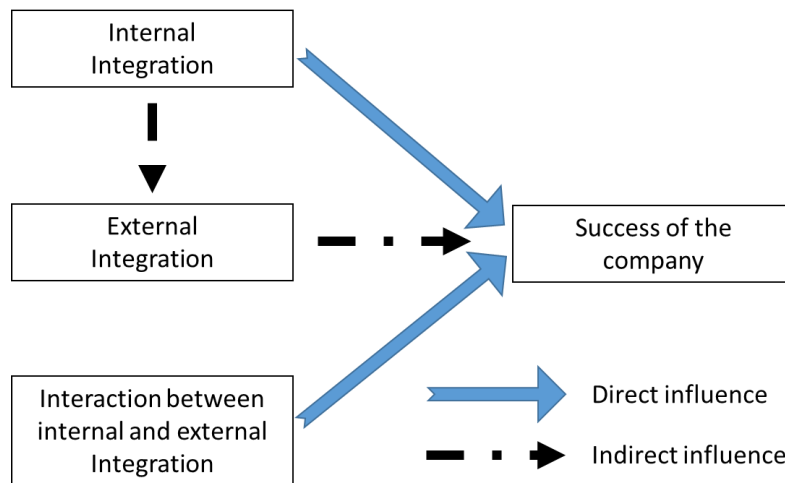 Internal
Integration
External
Integration
Success of the
company
Interaction between
internal and external
Integration
Direct influence
Indirect influence